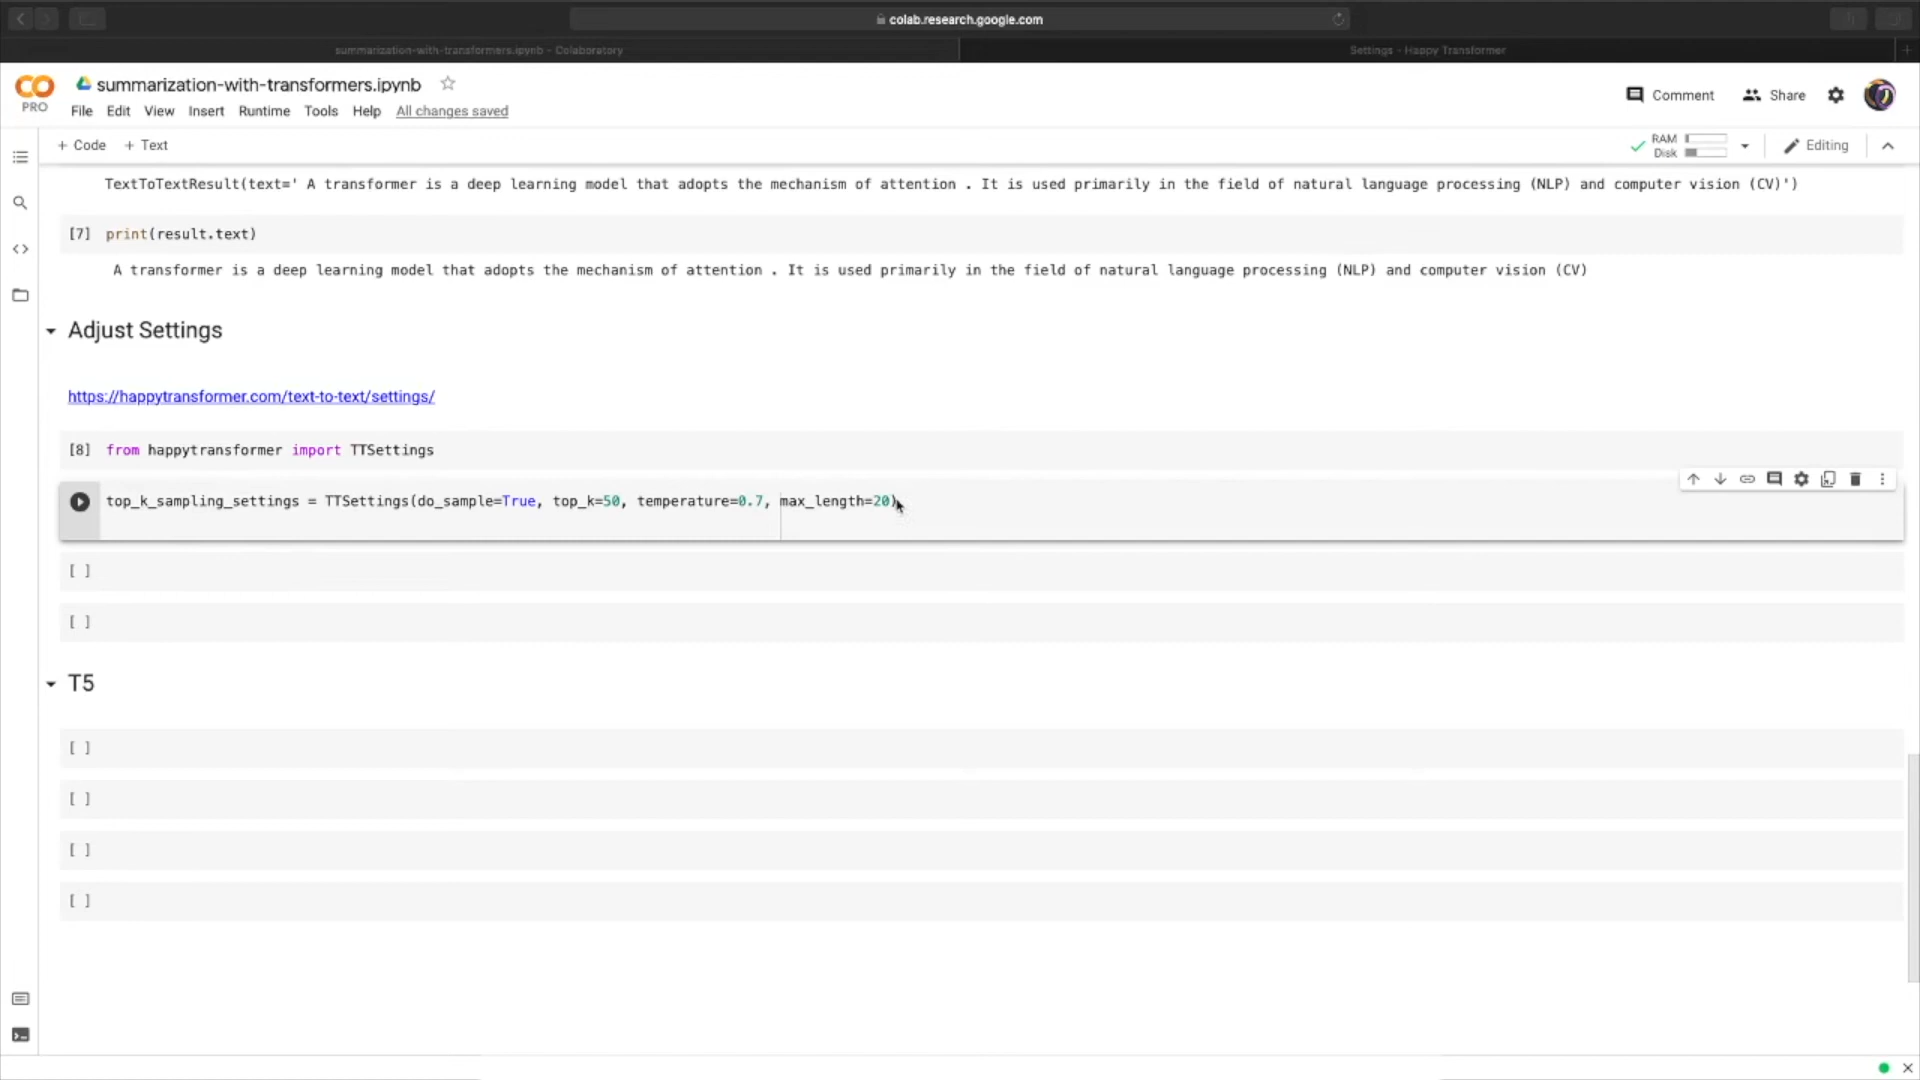 colab.research.google.com
summarization-with-transformers.ipynb - Colaboratory
Settings - Happy Transformer
CO
PRO
summarization-with-transformers.ipynb
Comment
Share
File Edit View Insert Runtime Tools Help All changes saved
+ Code + Text
RAM
Disk
Editing
TextToTextResult(text=' A transformer is a deep learning model that adopts the mechanism of attention . It is used primarily in the field of natural language processing (NLP) and computer vision (CV)')
[7] print(result.text)
A transformer is a deep learning model that adopts the mechanism of attention . It is used primarily in the field of natural language processing (NLP) and computer vision (CV)
Adjust Settings
https://happytransformer.com/text-to-text/settings/
[8] from happytransformer import TTSettings
top_k_sampling_settings = TTSettings(do_sample=True, top_k=50, temperature=0.7, max_length=20)
[ ]
[ ]
T5
[ ]
[ ]
[ ]
[ ]